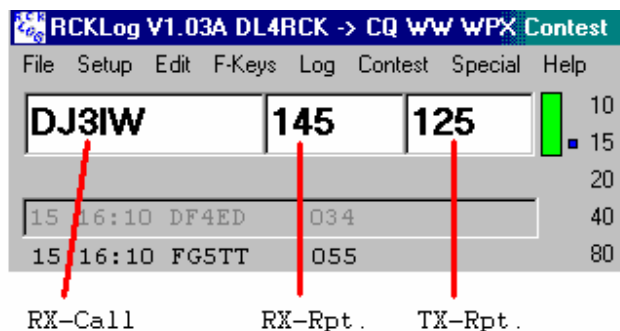 RCKLog V1.03A DL4RCK -> CQ WW WPX Contest
File Setup Edit F-Keys Log Contest Special Help
DJ3IW 145 125
10
15
20
15 16:10 DF4ED 034 40
15 16:10 FG5TT 055 80
RX-Call RX-Rpt. TX-Rpt.